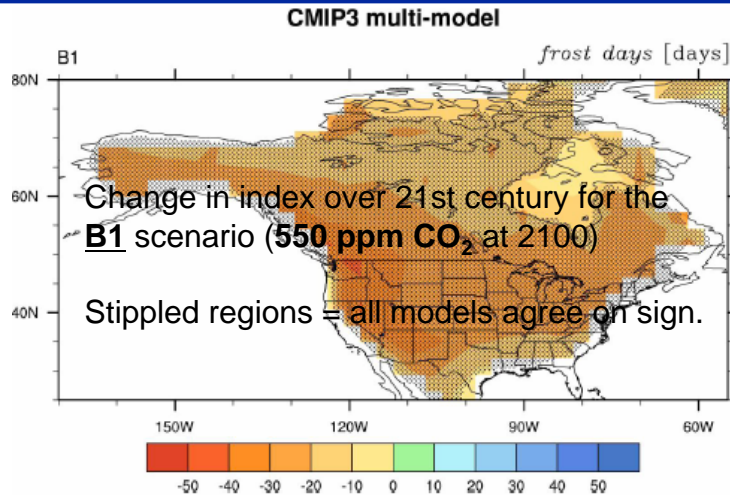 CMIP3 multi-model
B1 frost days [days]
80N
60N
40N
Change in index over 21st century for the
B1 scenario (550 ppm CO₂ at 2100)
Stippled regions = all models agree on sign.
150W 120W 90W 60W
-50 -40 -30 -20 -10 0 10 20 30 40 50